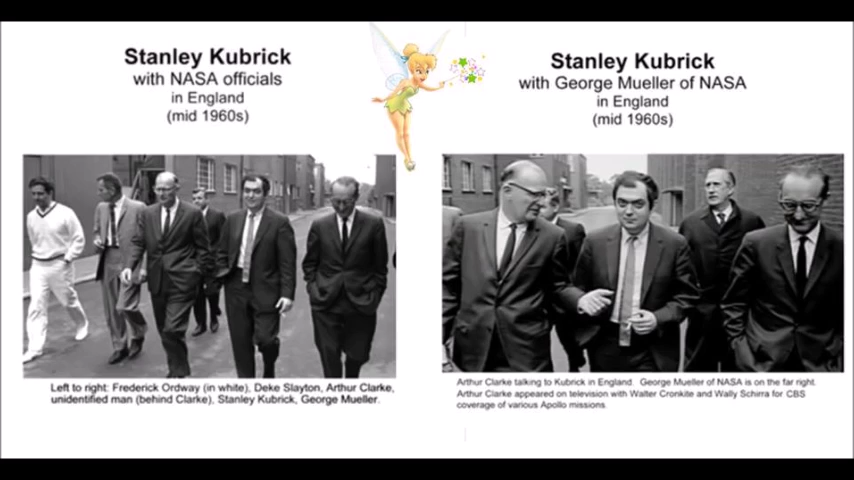 Stanley Kubrick
with NASA officials
in England
(mid 1960s)
Left to right: Frederick Ordway (in white), Deke Slayton, Arthur Clarke,
unidentified man (behind Clarke), Stanley Kubrick, George Mueller.
Stanley Kubrick
with George Mueller of NASA
in England
(mid 1960s)
Arthur Clarke talking to Kubrick in England. George Mueller of NASA is on the far right.
Arthur Clarke appeared on television with Walter Cronkite and Wally Schirra for CBS
coverage of various Apollo missions.